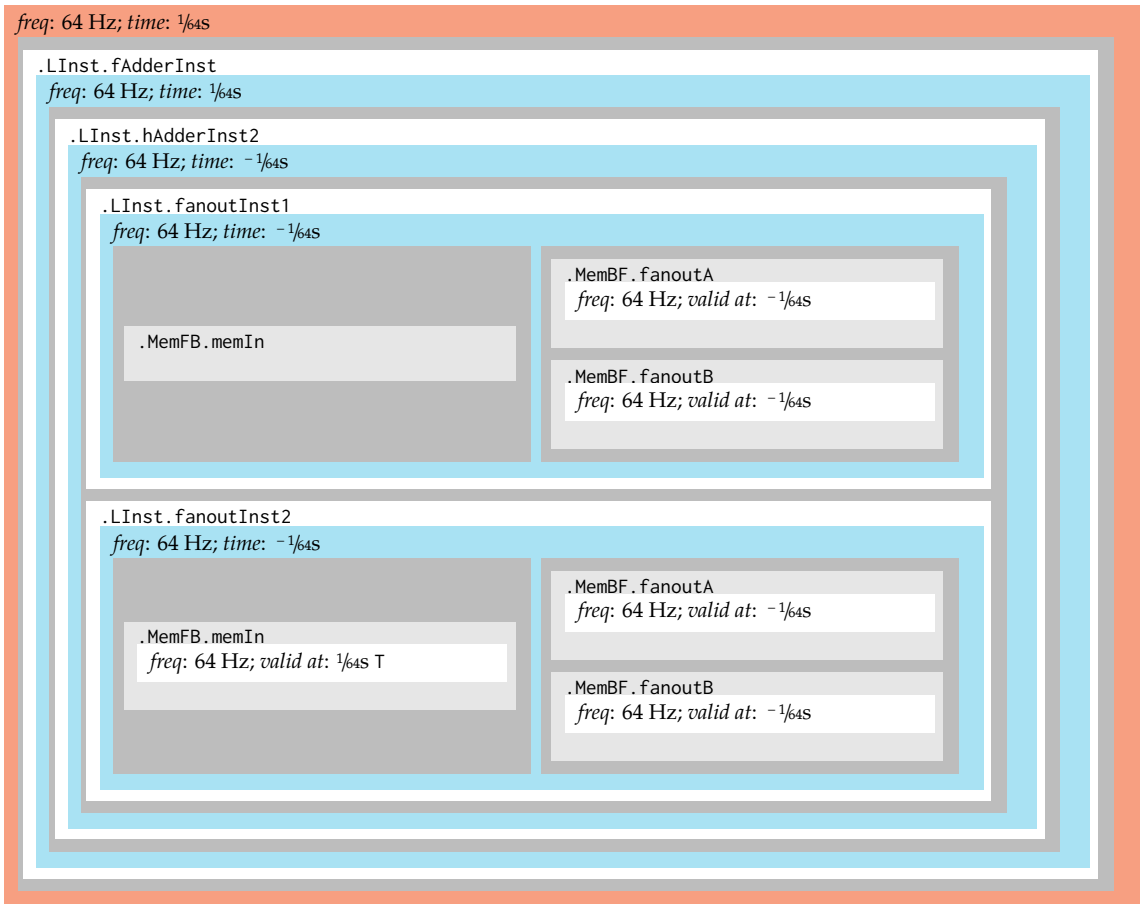 freq: 64 Hz; time: 1/64s
.LInst.fAdderInst
freq: 64 Hz; time: 1/64s
.LInst.hAdderInst2
freq: 64 Hz; time: −1/64s
.LInst.fanoutInst1
freq: 64 Hz; time: −1/64s
.MemFB.memIn
.MemBF.fanoutA
freq: 64 Hz; valid at: −1/64s
.MemBF.fanoutB
freq: 64 Hz; valid at: −1/64s
.LInst.fanoutInst2
freq: 64 Hz; time: −1/64s
.MemFB.memIn
freq: 64 Hz; valid at: 1/64s T
.MemBF.fanoutA
freq: 64 Hz; valid at: −1/64s
.MemBF.fanoutB
freq: 64 Hz; valid at: −1/64s